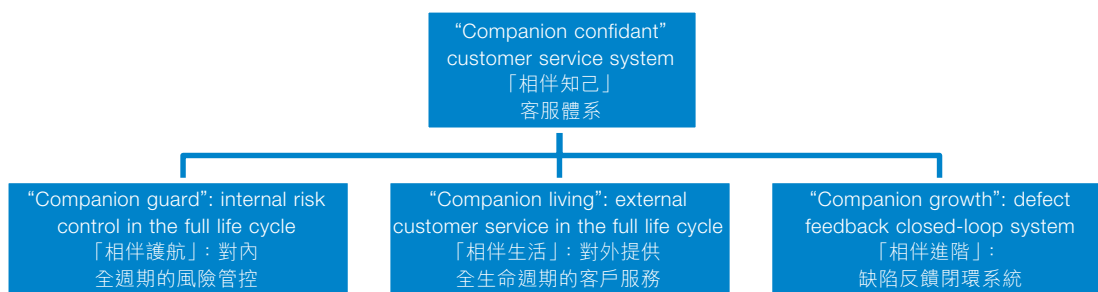 “Companion confidant”
customer service system
「相伴知己」
客服體系
“Companion guard”: internal risk
control in the full life cycle
「相伴護航」：對內
全週期的風險管控
“Companion living”: external
customer service in the full life cycle
「相伴生活」：對外提供
全生命週期的客戶服務
“Companion growth”: defect
feedback closed-loop system
「相伴進階」：
缺陷反饋閉環系統